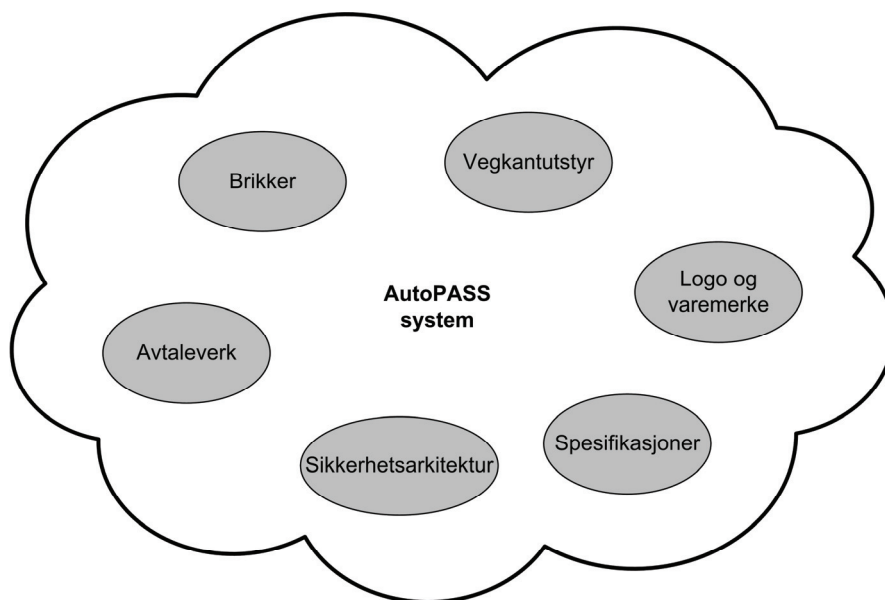 Brikker
Vegkantutstyr
AutoPASS
system
Logo og
varemerke
Avtaleverk
Sikkerhetsarkitektur
Spesifikasjoner